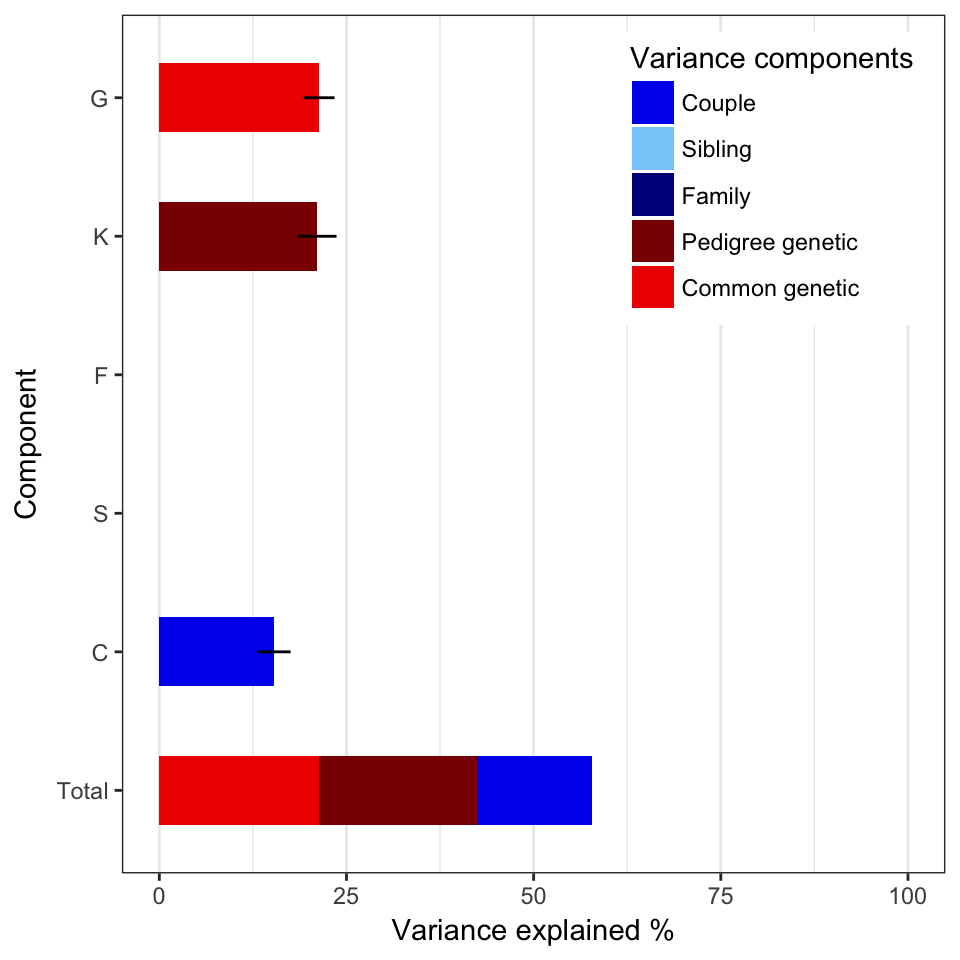 Variance components
Couple
Sibling
Family
Pedigree genetic
Common genetic
Component
G
K
F
S
C
Total
0 25 50 75 100
Variance explained %